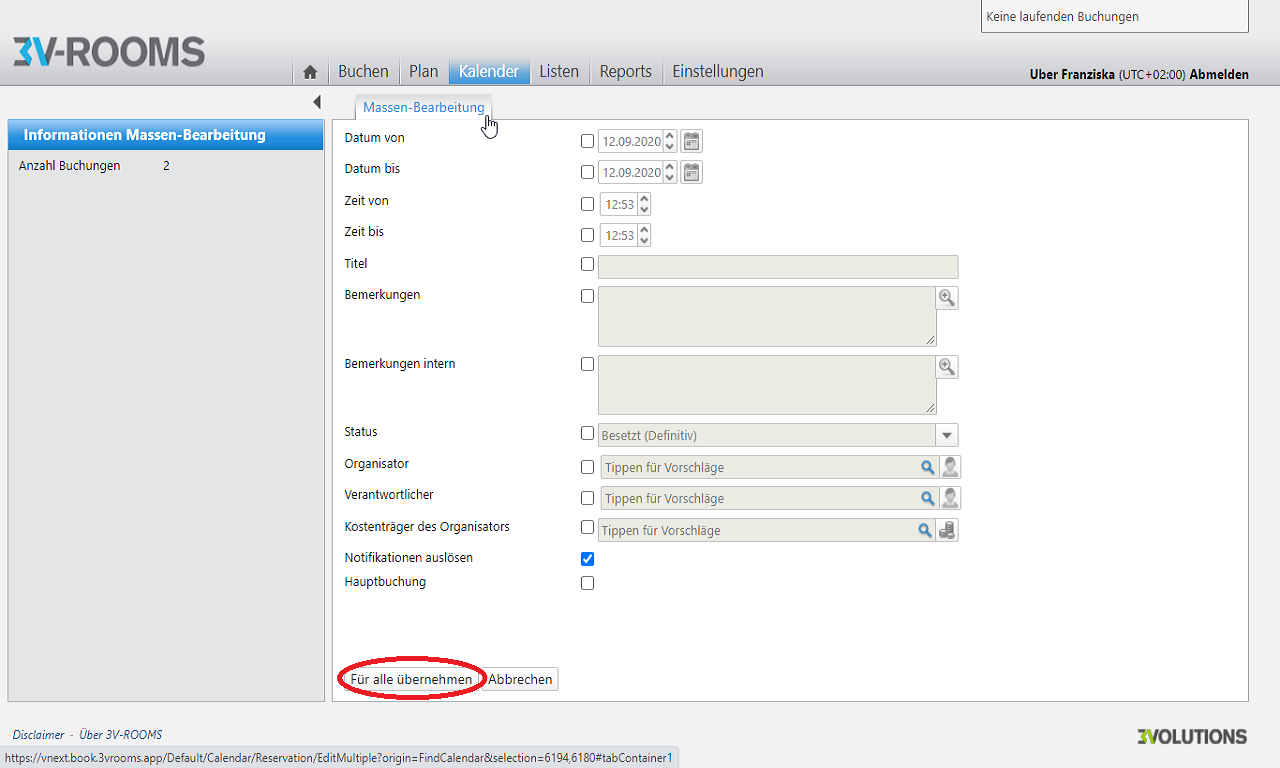 Keine laufenden Buchungen
3V-ROOMS
Buchen Plan Kalender Listen Reports Einstellungen
Uber Franziska (UTC+02:00) Abmelden
Massen-Bearbeitung
Informationen Massen-Bearbeitung
Anzahl Buchungen 2
Datum von 12.09.2020
Datum bis 12.09.2020
Zeit von 12:53
Zeit bis 12:53
Titel
Bemerkungen
Bemerkungen intern
Status Besetzt (Definitiv)
Organisator Tippen für Vorschläge
Verantwortlicher Tippen für Vorschläge
Kostenträger des Organisators Tippen für Vorschläge
Notifikationen auslösen
Hauptbuchung
Für alle übernehmen Abbrechen
Disclaimer - Über 3V-ROOMS
3VOLUTIONS
https://vnext.book.3vrooms.app/Default/Calendar/Reservation/EditMultiple?origin=FindCalendar&selection=6194,6180#tabContainer1